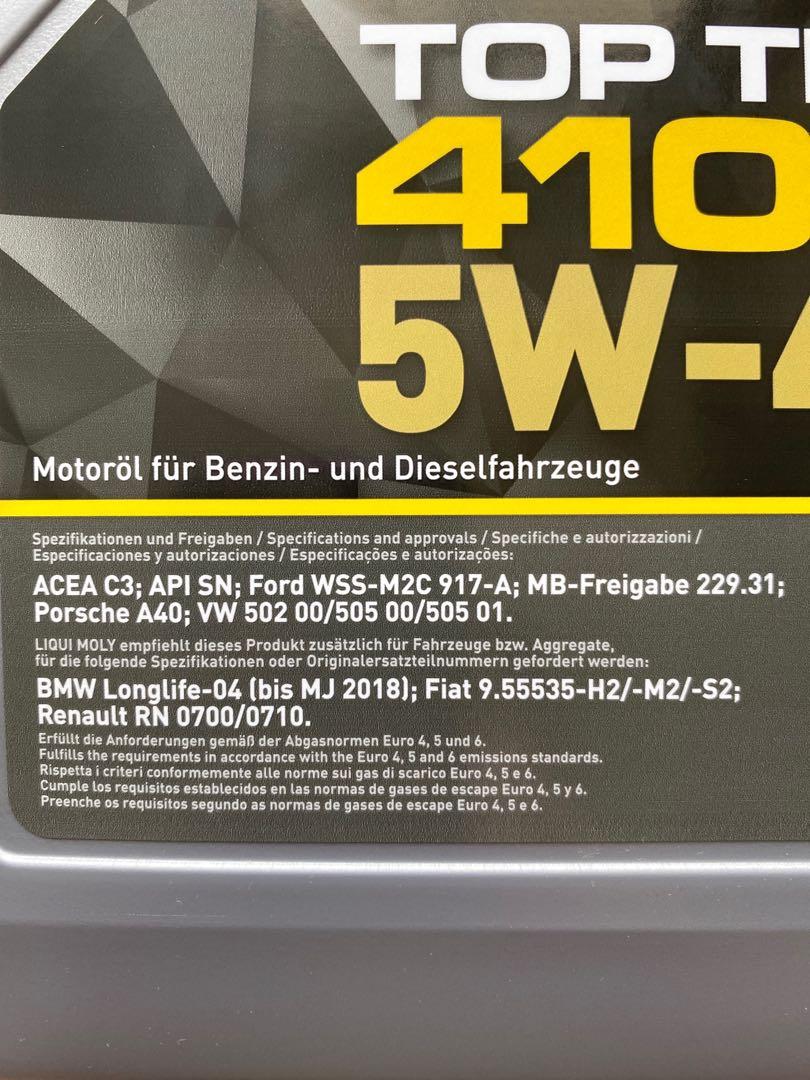 TOP T
410
5W-4
Motoröl für Benzin- und Dieselfahrzeuge
Spezifikationen und Freigaben / Specifications and approvals / Specifiche e autorizzazioni /
Especificaciones y autorizaciones / Especificações e autorizações:
ACEA C3; API SN; Ford WSS-M2C 917-A; MB-Freigabe 229.31;
Porsche A40; VW 502 00/505 00/505 01.
LIQUI MOLY empfiehlt dieses Produkt zusätzlich für Fahrzeuge bzw. Aggregate,
für die folgende Spezifikationen oder Originalersatzteilnummern gefordert werden:
BMW Longlife-04 (bis MJ 2018); Fiat 9.55535-H2/-M2/-S2;
Renault RN 0700/0710.
Erfüllt die Anforderungen gemäß der Abgasnormen Euro 4, 5 und 6.
Fulfills the requirements in accordance with the Euro 4, 5 and 6 emissions standards.
Rispetta i criteri conformemente alle norme sui gas di scarico Euro 4, 5 e 6.
Cumple los requisitos establecidos en las normas de gases de escape Euro 4, 5 y 6.
Preenche os requisitos segundo as normas de gases de escape Euro 4, 5 e 6.